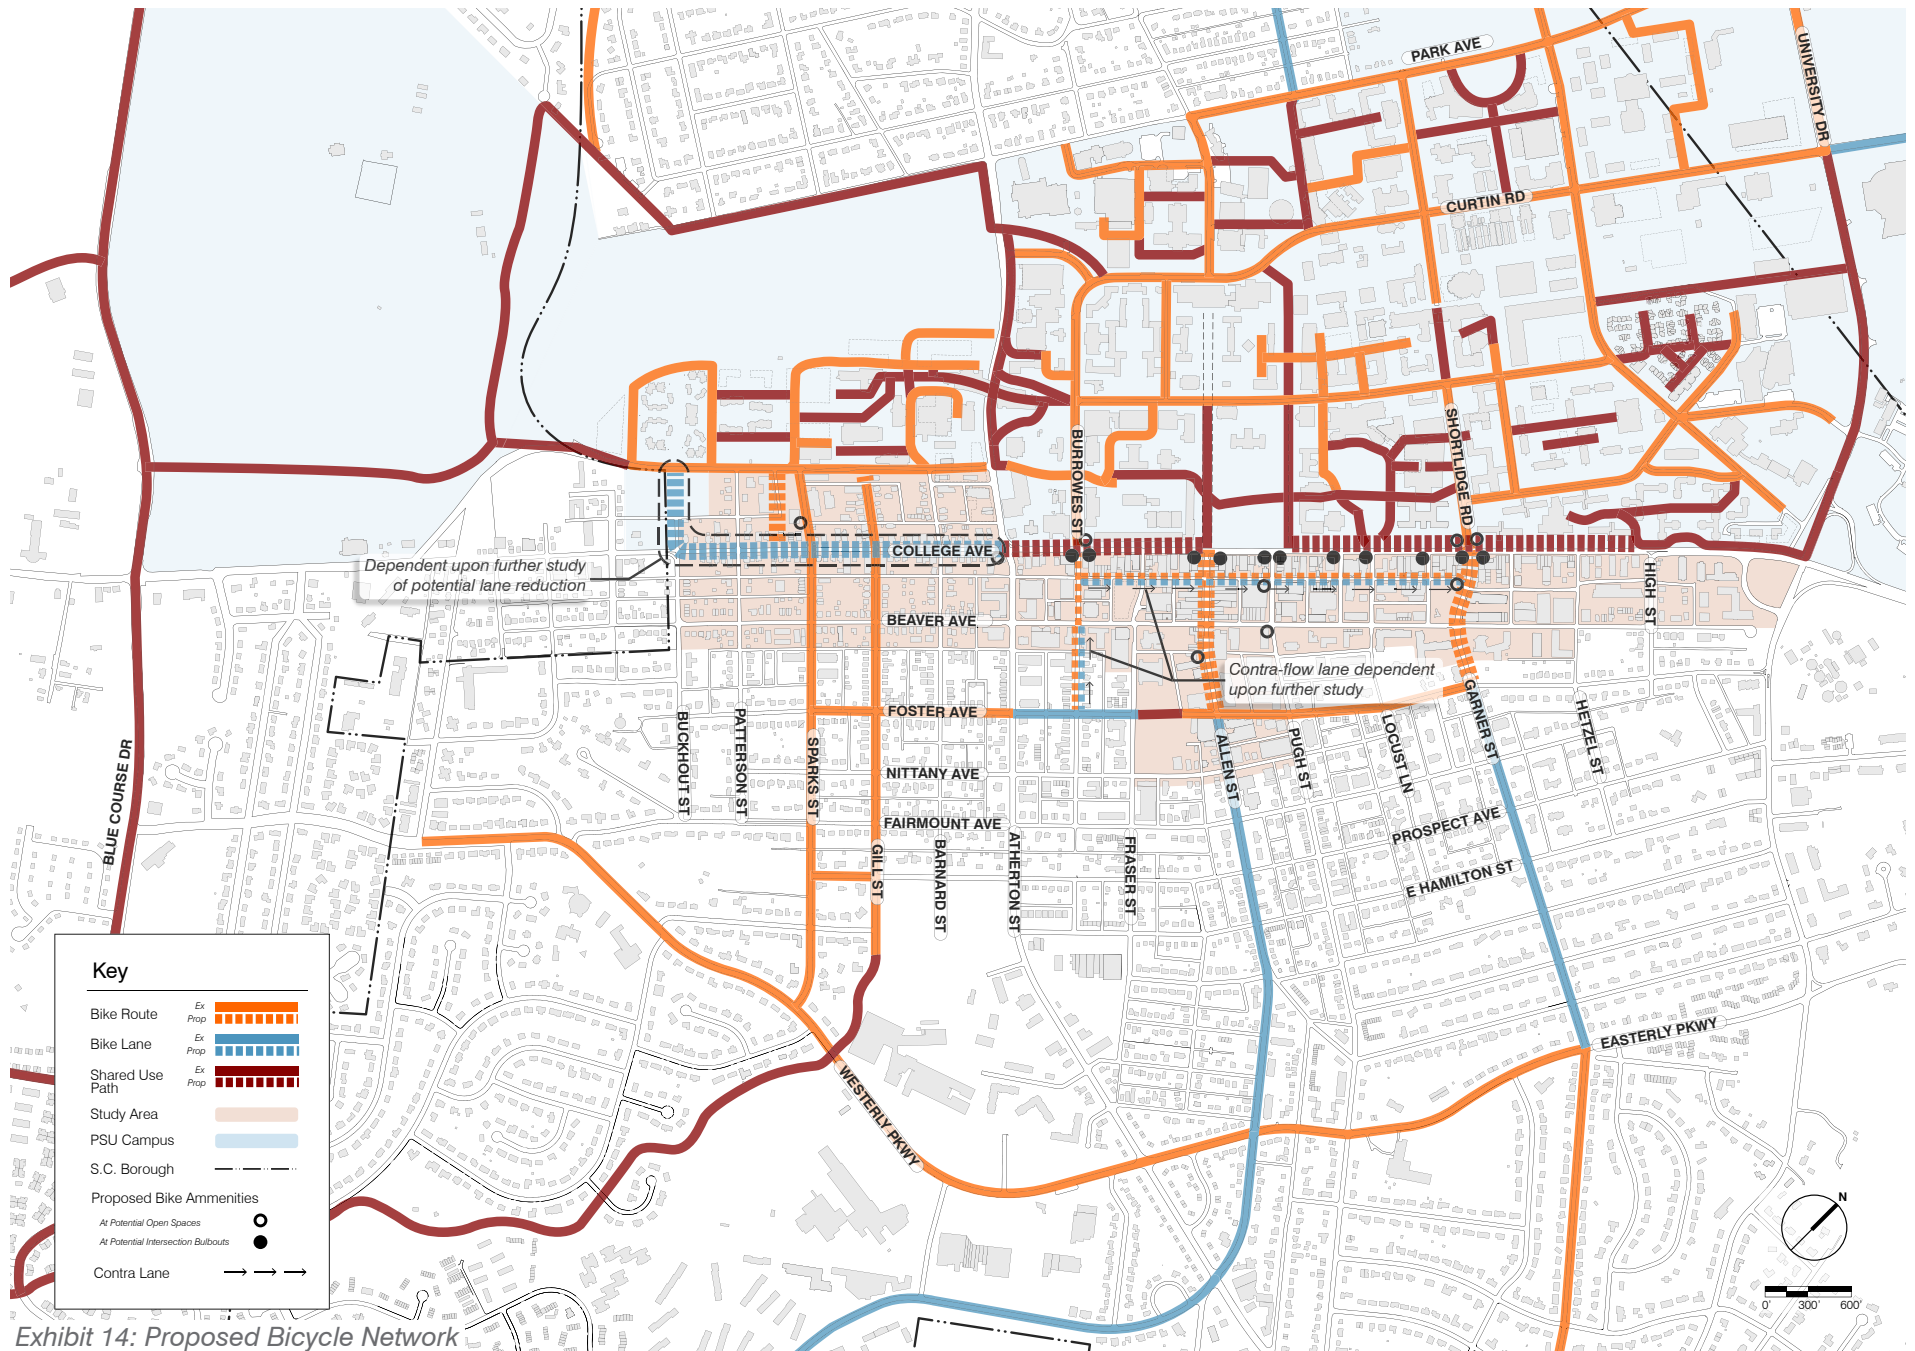 PARK AVE
UNIVERSITY DR
CURTIN RD
BURROWES ST
SHORTLIDGE RD
COLLEGE AVE
Dependent upon further study
of potential lane reduction
HIGH ST
BEAVER AVE
Contra-flow lane dependent
upon further study
FOSTER AVE
BUCKHOUT ST
PATTERSON ST
SPARKS ST
GARNER ST
HETZEL ST
LOCUST LN
PUGH ST
ALLEN ST
BLUE COURSE DR
NITTANY AVE
FAIRMOUNT AVE
PROSPECT AVE
GILL ST
BARNARD ST
ATHERTON ST
FRASER ST
E HAMILTON ST
EASTERLY PKWY
WESTERLY PKWY
Key
Bike Route
Ex
Prop
Bike Lane
Ex
Prop
Shared Use
Path
Ex
Prop
Study Area
PSU Campus
S.C. Borough
Proposed Bike Ammenities
At Potential Open Spaces
At Potential Intersection Bulbouts
Contra Lane
N
0' 300' 600'
Exhibit 14: Proposed Bicycle Network